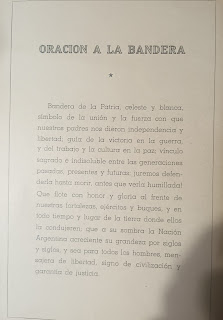 ORACION A LA BANDERA
*
Bandera de la Patria, celeste y blanca,
símbolo de la unión y la fuerza con que
nuestros padres nos dieron independencia y
libertad; guía de la victoria en la guerra,
y del trabajo y la cultura en la paz; vínculo
sagrado e indisoluble entre las generaciones
pasadas, presentes y futuras; juremos defen-
derla hasta morir, antes que verla humillada!
Que flote con honor y gloria al frente de
nuestras fortalezas, ejércitos y buques, y en
todo tiempo y lugar de la tierra donde ellos
la condujeren, que a su sombra la Nación
Argentina acreciente su grandeza por siglos
y siglos, y sea para todos los hombres, men-
sajera de libertad, signo de civilización y
garantía de justicia.